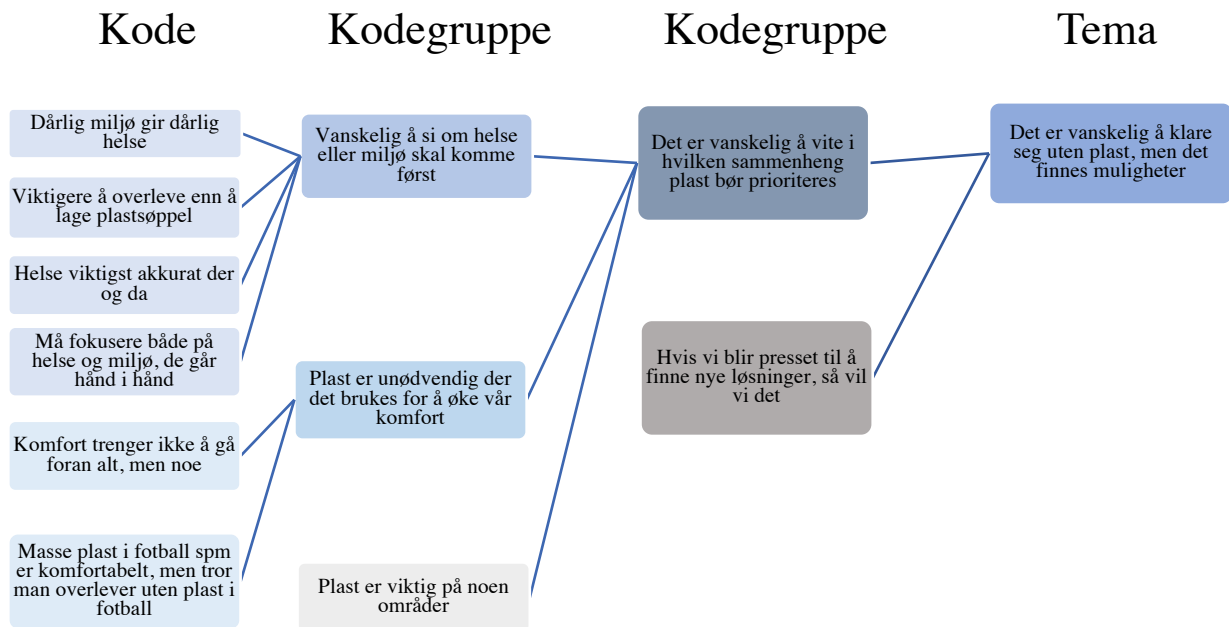 Kode
Kodegruppe
Kodegruppe
Tema
Dårlig miljø gir dårlig
helse
Viktigere å overleve enn å
lage plastsøppel
Helse viktigst akkurat der
og da
Må fokusere både på
helse og miljø, de går
hånd i hånd
Komfort trenger ikke å gå
foran alt, men noe
Masse plast i fotball spm
er komfortabelt, men tror
man overlever uten plast i
fotball
Vanskelig å si om helse
eller miljø skal komme
først
Plast er unødvendig der
det brukes for å øke vår
komfort
Plast er viktig på noen
områder
Det er vanskelig å vite i
hvilken sammenheng
plast bør prioriteres
Hvis vi blir presset til å
finne nye løsninger, så vil
vi det
Det er vanskelig å klare
seg uten plast, men det
finnes muligheter